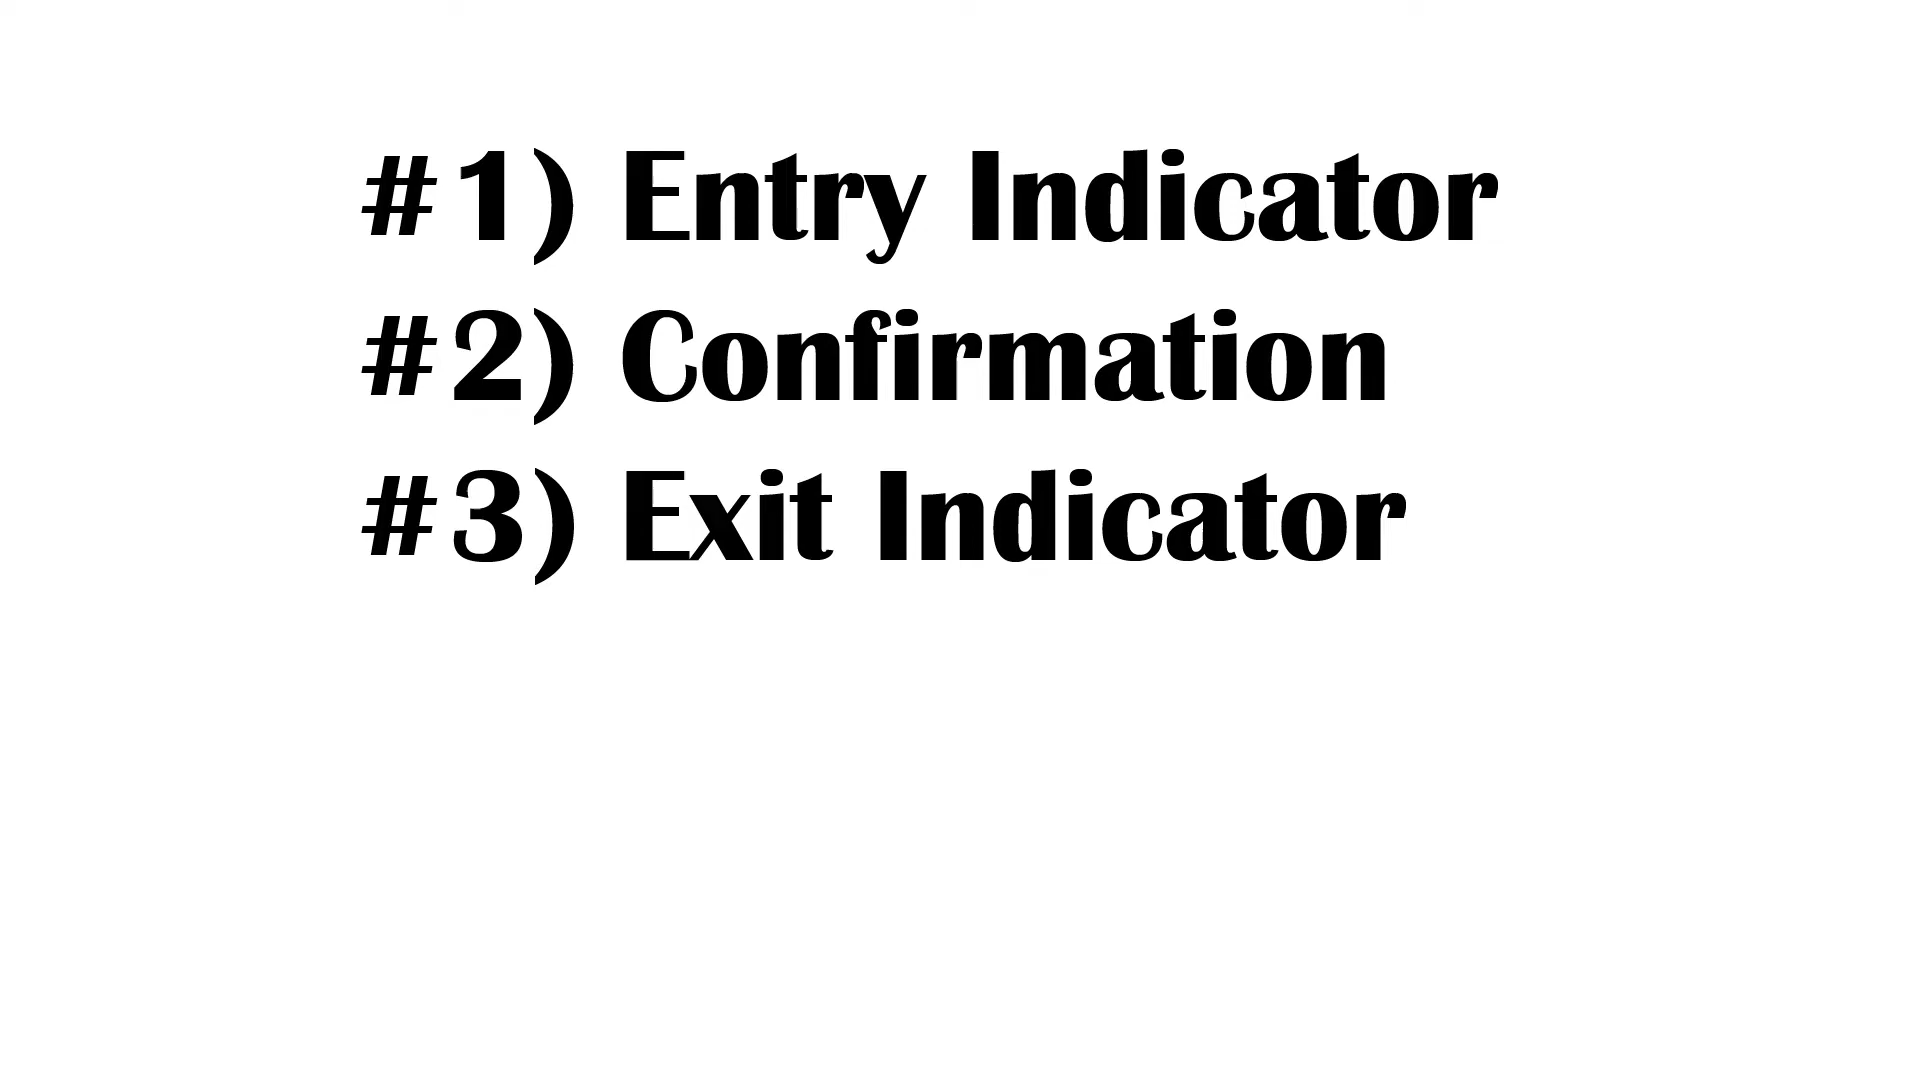 #1) Entry Indicator
#2) Confirmation
#3) Exit Indicator